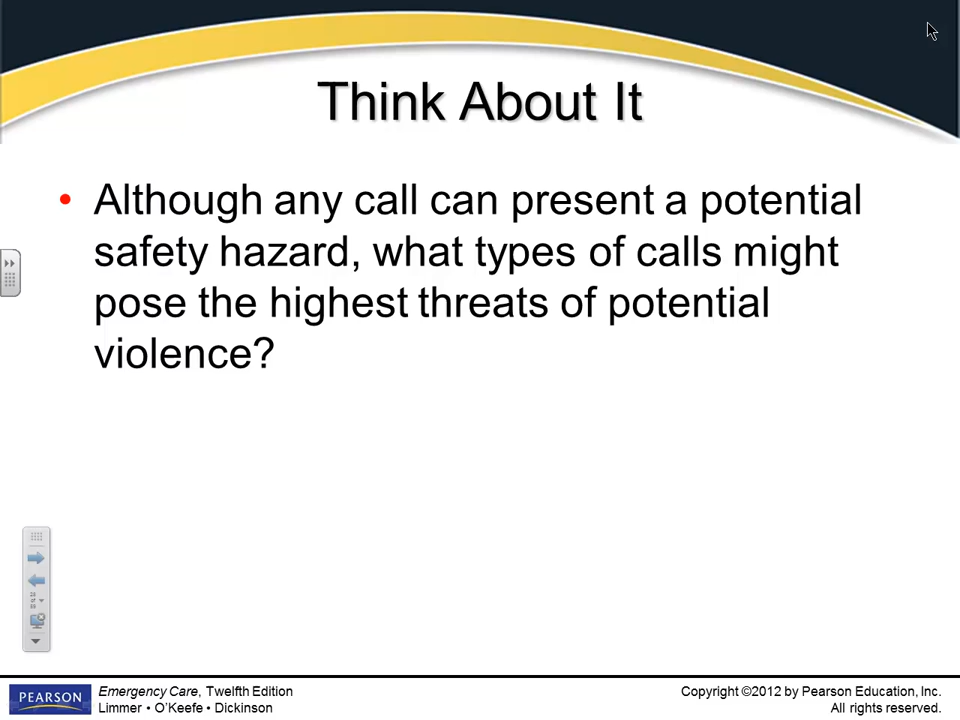 Think About It
• Although any call can present a potential
safety hazard, what types of calls might
pose the highest threats of potential
violence?
PEARSON
Emergency Care, Twelfth Edition
Limmer • O’Keefe • Dickinson
Copyright ©2012 by Pearson Education, Inc.
All rights reserved.